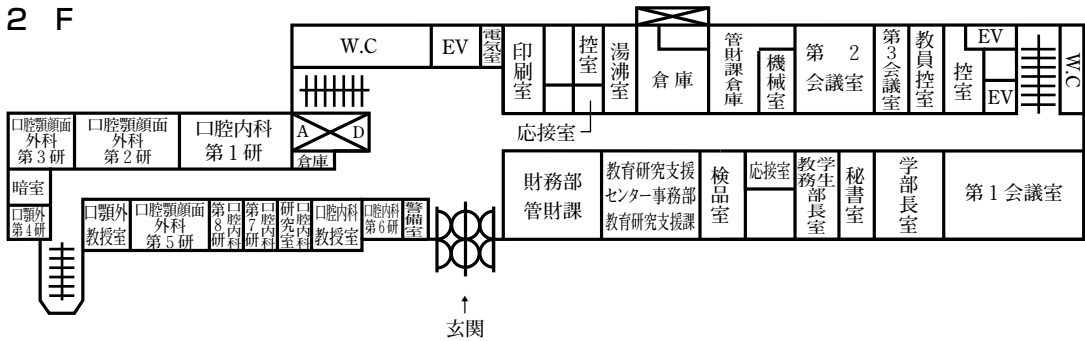 2 F
W.C
EV
電気室
印刷室
控室
湯沸室
倉庫
管財課倉庫
機械室
第 2
会議室
第3会議室
教員控室
控室
EV
EV
W.C
応接室
口腔顎顔面
外科
第3研
口腔顎顔面
外科
第2研
口腔内科
第1研
A D
倉庫
暗室
口顎外
第4研
口顎外
教授室
口腔顎顔面
外科
第5研
口腔内科
第8研
口腔内科
第7研
口腔内科
研究室
口腔内科
教授室
口腔内科
第6研
警備室
財務部
管財課
教育研究支援
センター事務部
教育研究支援課
検品室
応接室
学生
教務部長室
秘書室
学部長室
第1会議室
↑
玄関